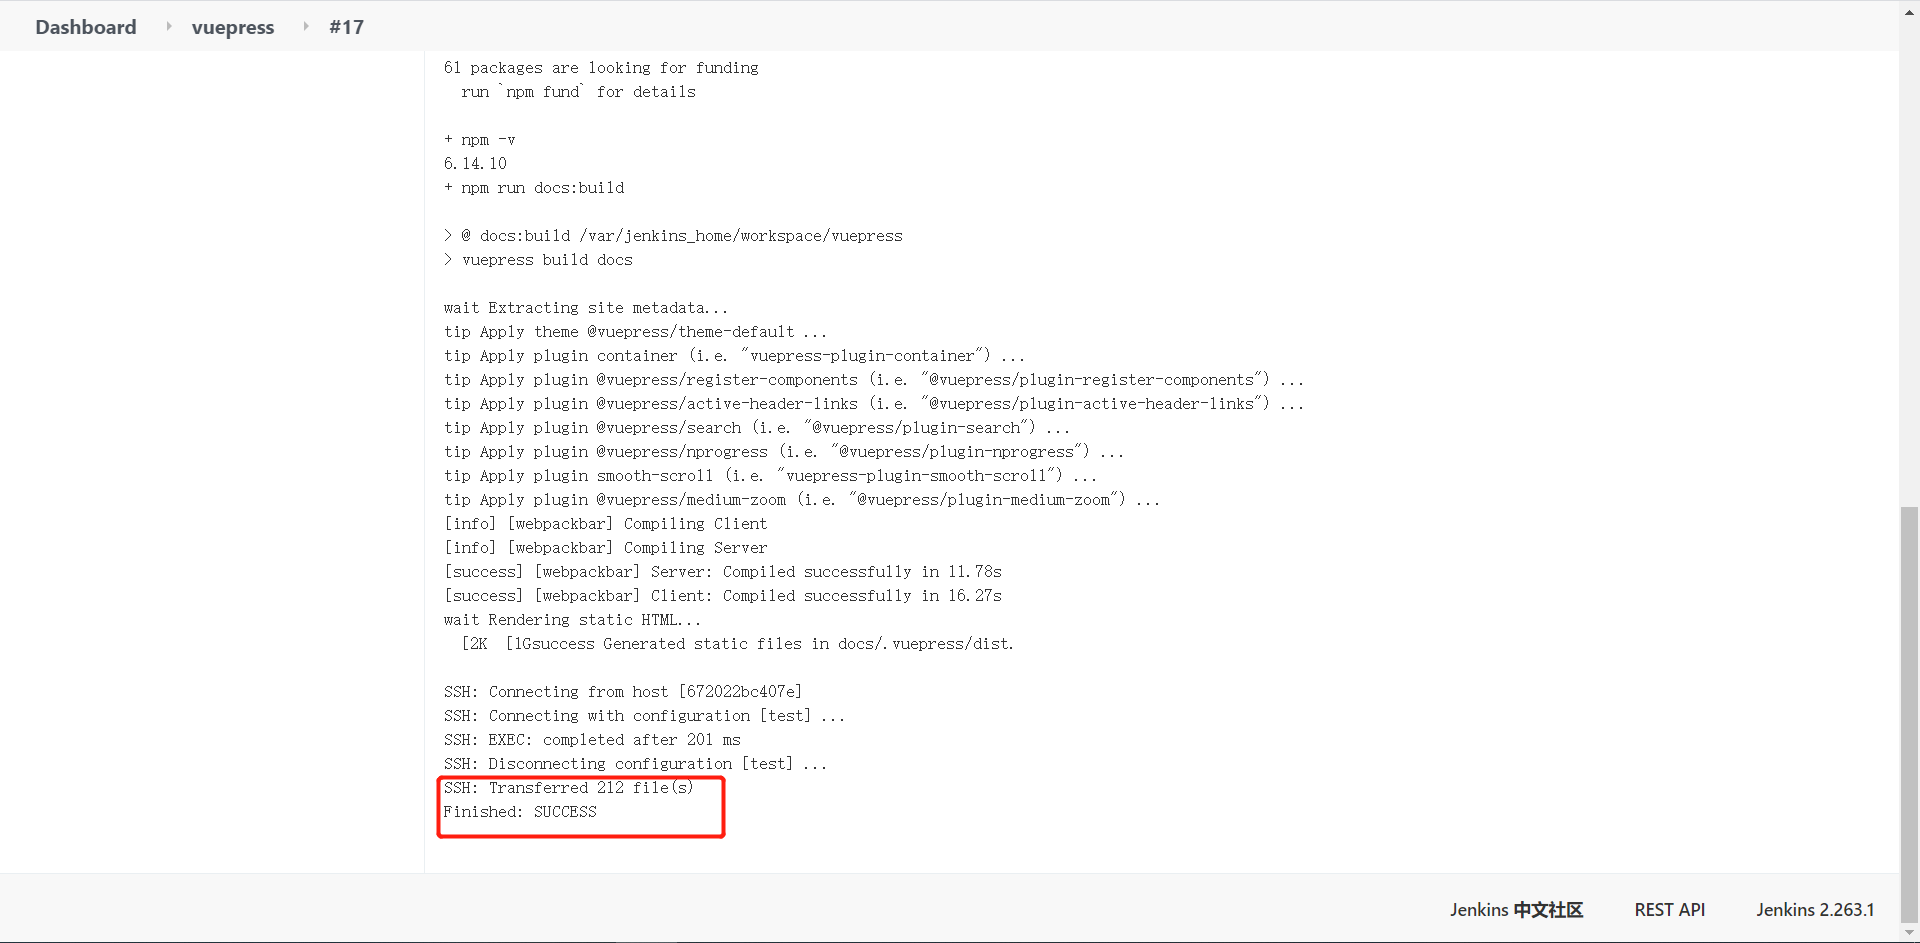 Dashboard vuepress #17
61 packages are looking for funding
run `npm fund` for details
+ npm -v
6.14.10
+ npm run docs:build
> @ docs:build /var/jenkins_home/workspace/vuepress
> vuepress build docs
wait Extracting site metadata...
tip Apply theme @vuepress/theme-default ...
tip Apply plugin container (i.e. "vuepress-plugin-container") ...
tip Apply plugin @vuepress/register-components (i.e. "@vuepress/plugin-register-components") ...
tip Apply plugin @vuepress/active-header-links (i.e. "@vuepress/plugin-active-header-links") ...
tip Apply plugin @vuepress/search (i.e. "@vuepress/plugin-search") ...
tip Apply plugin @vuepress/nprogress (i.e. "@vuepress/plugin-nprogress") ...
tip Apply plugin smooth-scroll (i.e. "vuepress-plugin-smooth-scroll") ...
tip Apply plugin @vuepress/medium-zoom (i.e. "@vuepress/plugin-medium-zoom") ...
[info] [webpackbar] Compiling Client
[info] [webpackbar] Compiling Server
[success] [webpackbar] Server: Compiled successfully in 11.78s
[success] [webpackbar] Client: Compiled successfully in 16.27s
wait Rendering static HTML...
[2K [1Gsuccess Generated static files in docs/.vuepress/dist.
SSH: Connecting from host [672022bc407e]
SSH: Connecting with configuration [test] ...
SSH: EXEC: completed after 201 ms
SSH: Disconnecting configuration [test] ...
SSH: Transferred 212 file(s)
Finished: SUCCESS
Jenkins 中文社区 REST API Jenkins 2.263.1